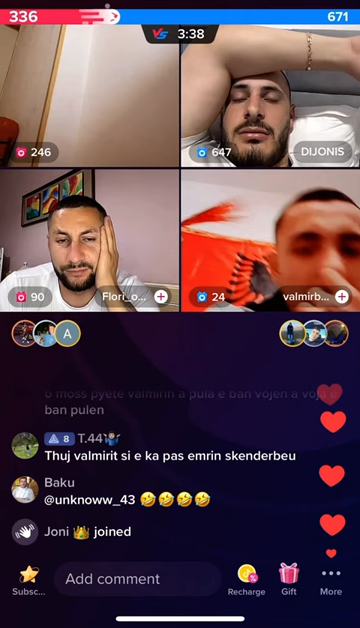 336
VS 3:38
671
246
647
DIJONIS
90
Flori_o...
24
valmirb...
A
o moss pyete valmirin a pula e ban vojen a voja e
ban pulen
8 T.44
Thuj valmirit si e ka pas emrin skenderbeu
Baku
@unknoww_43 🤣🤣🤣🤣
Joni 👑 joined
Subsc...
Add comment
Recharge
Gift
More